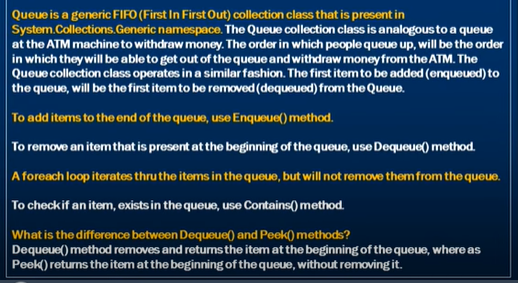 Queue is a generic FIFO (First In First Out) collection class that is present in
System.Collections.Generic namespace. The Queue collection class is analogous to a queue
at the ATM machine to withdraw money. The order in which people queue up, will be the order
in which they will be able to get out of the queue and withdraw money from the ATM. The
Queue collection class operates in a similar fashion. The first item to be added (enqueued) to
the queue, will be the first item to be removed (dequeued) from the Queue.
To add items to the end of the queue, use Enqueue() method.
To remove an item that is present at the beginning of the queue, use Dequeue() method.
A foreach loop iterates thru the items in the queue, but will not remove them from the queue.
To check if an item, exists in the queue, use Contains() method.
What is the difference between Dequeue() and Peek() methods?
Dequeue() method removes and returns the item at the beginning of the queue, where as
Peek() returns the item at the beginning of the queue, without removing it.